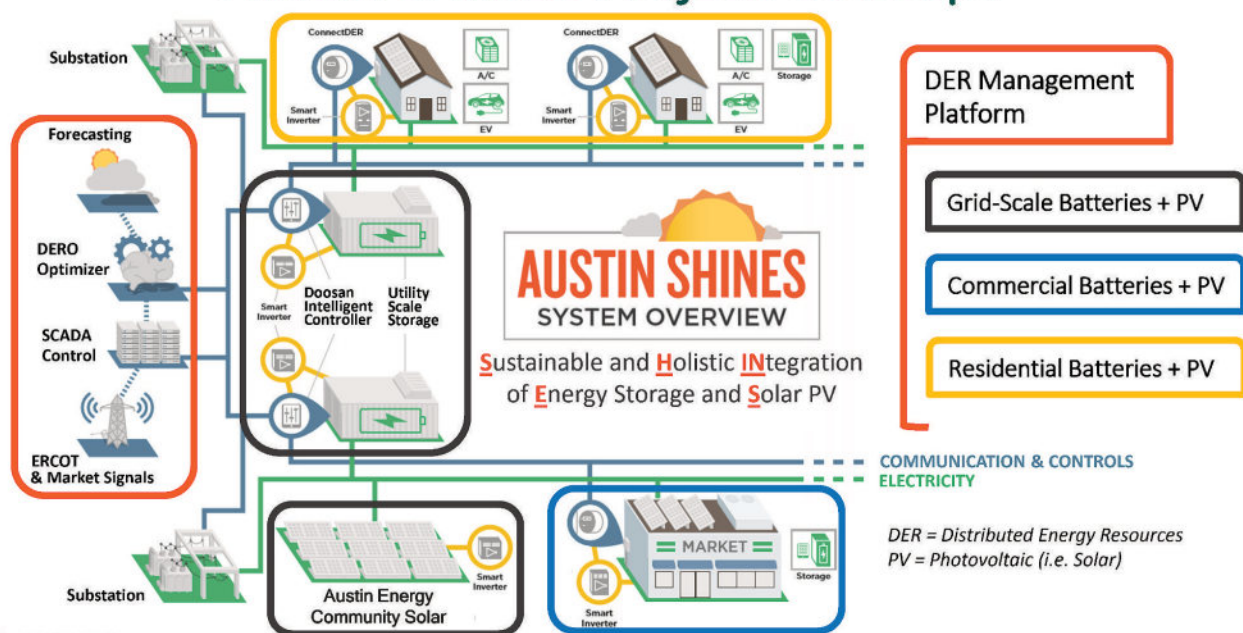 Substation
ConnectDER
A/C
Smart
Inverter
EV
ConnectDER
A/C
Storage
Smart
Inverter
EV
Forecasting
DERO
Optimizer
SCADA
Control
ERCOT
& Market Signals
Smart
Inverter
Doosan
Intelligent
Controller
Utility
Scale
Storage
AUSTIN SHINES
SYSTEM OVERVIEW
Sustainable and Holistic INtegration
of Energy Storage and Solar PV
DER Management
Platform
Grid-Scale Batteries + PV
Commercial Batteries + PV
Residential Batteries + PV
COMMUNICATION & CONTROLS
ELECTRICITY
DER = Distributed Energy Resources
PV = Photovoltaic (i.e. Solar)
Substation
Smart
Inverter
Austin Energy
Community Solar
MARKET
Storage
Smart
Inverter